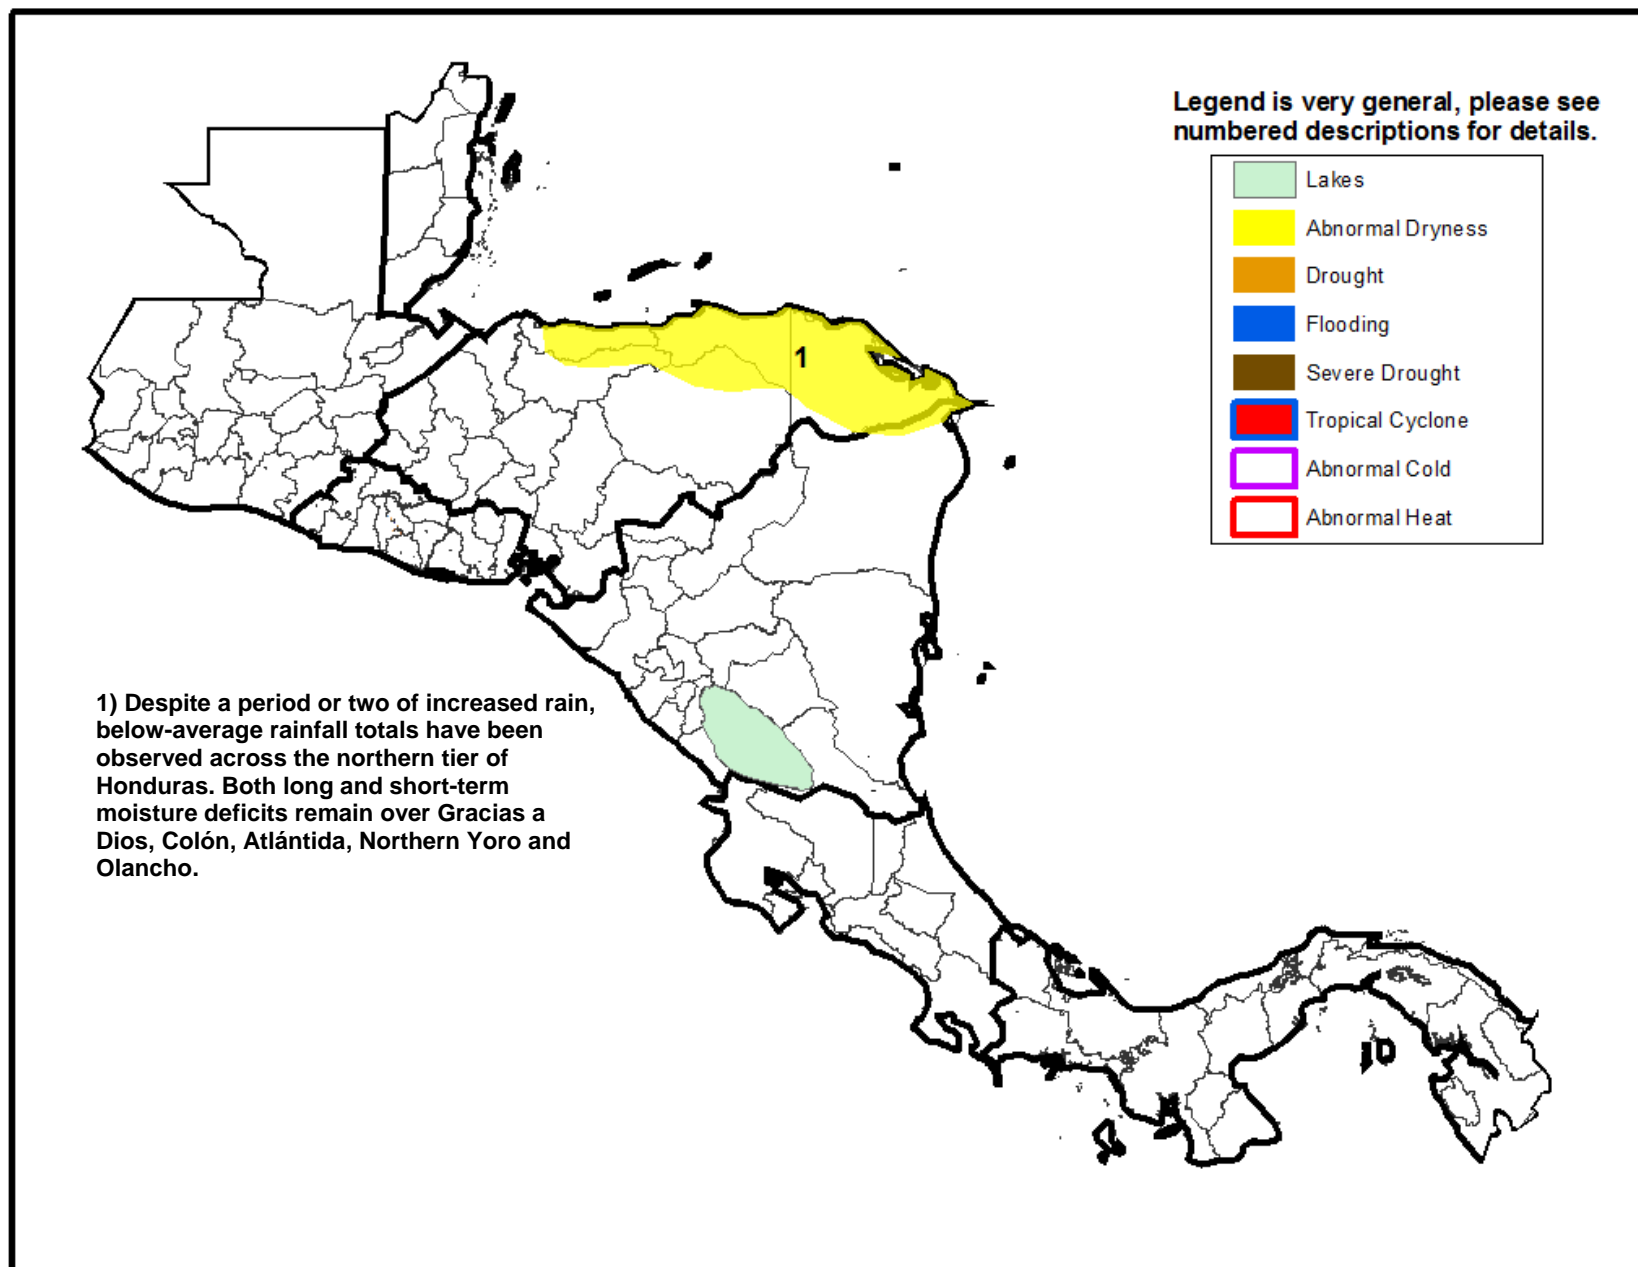 Legend is very general, please see
numbered descriptions for details.
Lakes
Abnormal Dryness
Drought
Flooding
Severe Drought
Tropical Cyclone
Abnormal Cold
Abnormal Heat
1
1) Despite a period or two of increased rain,
below-average rainfall totals have been
observed across the northern tier of
Honduras. Both long and short-term
moisture deficits remain over Gracias a
Dios, Colón, Atlántida, Northern Yoro and
Olancho.